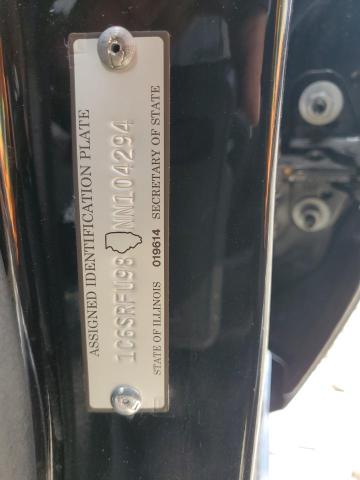 ASSIGNED IDENTIFICATION PLATE
1C6SRFU98 NN104294
STATE OF ILLINOIS 019614 SECRETARY OF STATE